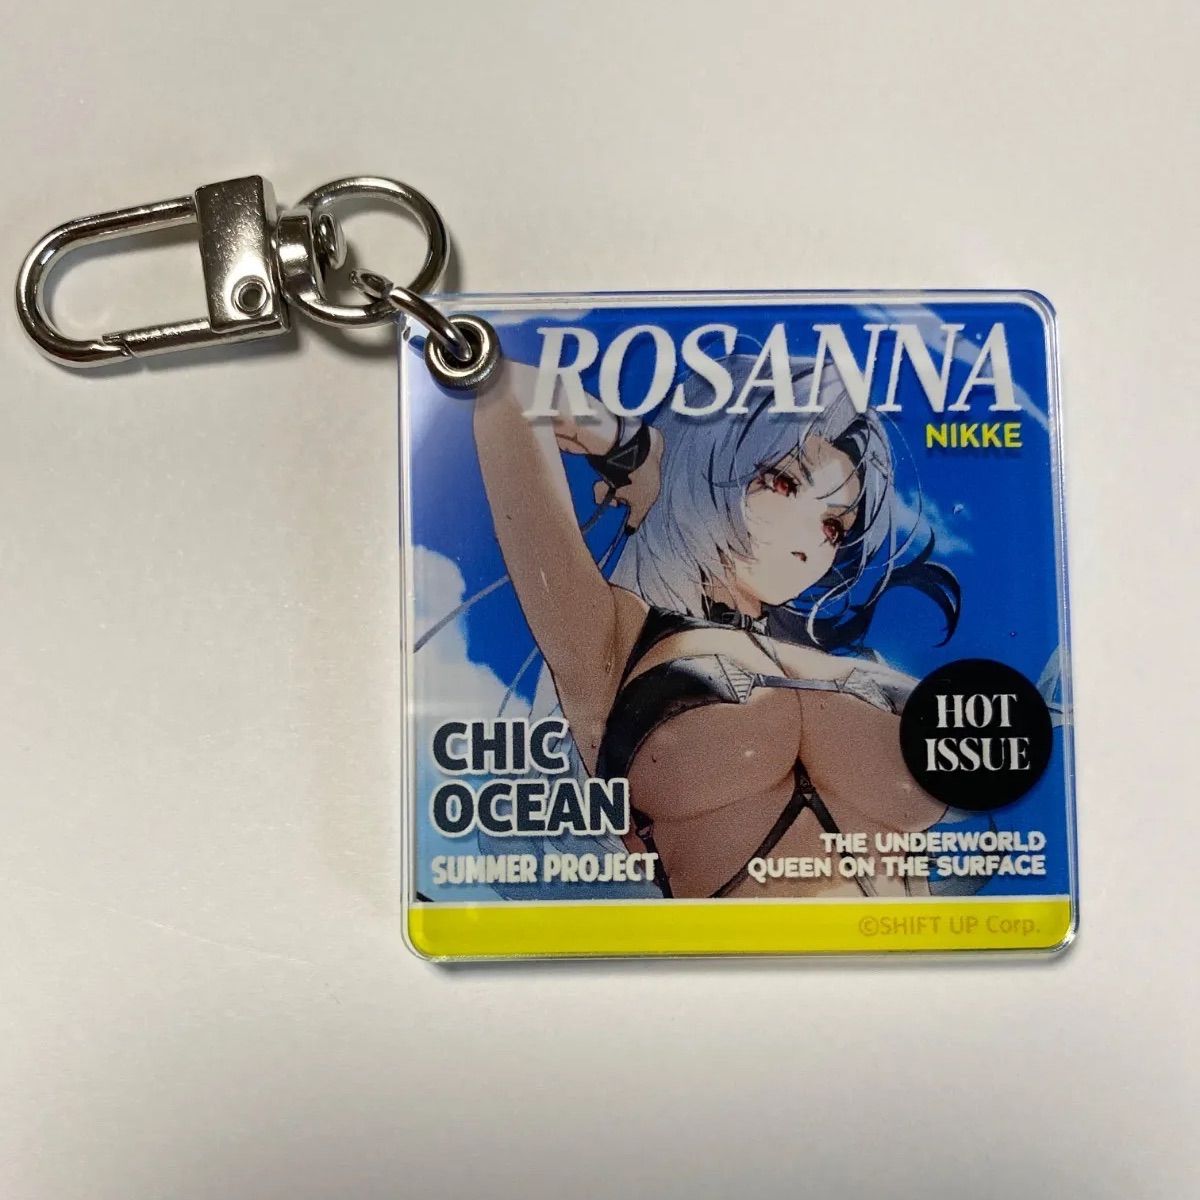 ROSANNA
NIKKE
HOT
ISSUE
CHIC
OCEAN
SUMMER PROJECT
THE UNDERWORLD
QUEEN ON THE SURFACE
©SHIFT UP Corp.